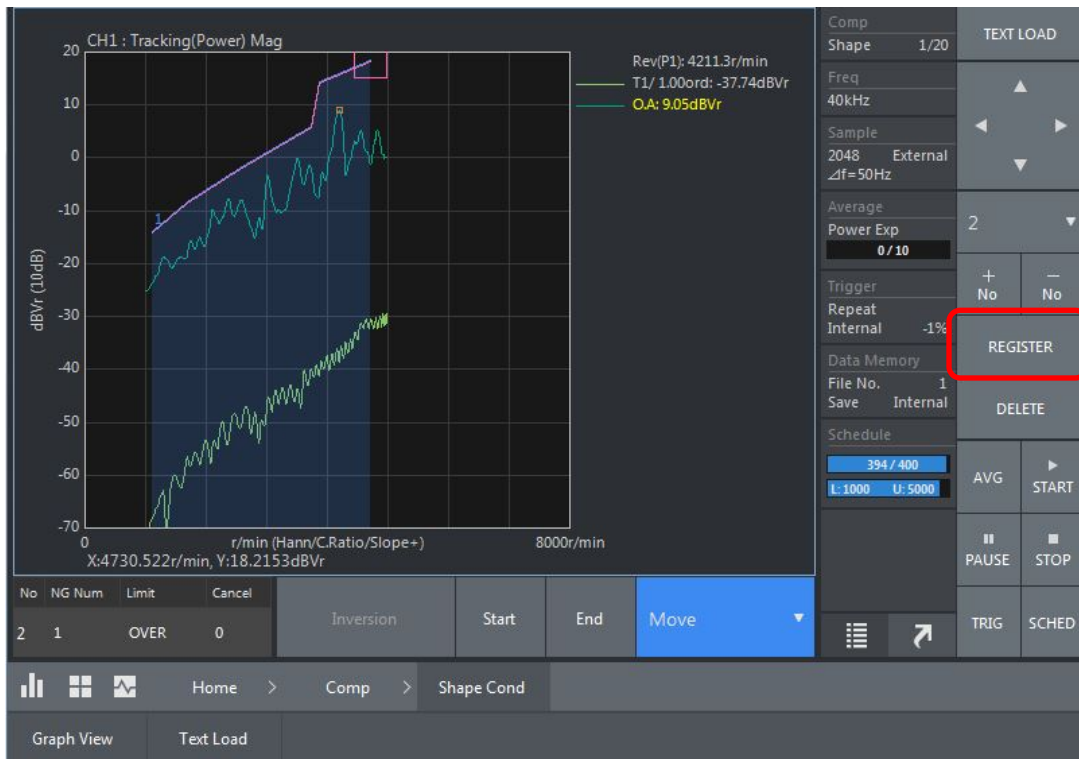 CH1 : Tracking(Power) Mag
20
10
0
-10
-20
-30
-40
-50
-60
-70
dBVr (10dB)
1
0
r/min (Hann/C.Ratio/Slope+)
8000r/min
X:4730.522r/min, Y:18.2153dBVr
Rev(P1): 4211.3r/min
T1/ 1.00ord: -37.74dBVr
O.A: 9.05dBVr
Comp
Shape 1/20
Freq
40kHz
Sample
2048 External
⊿f=50Hz
Average
Power Exp
0 / 10
Trigger
Repeat
Internal -1%
Data Memory
File No. 1
Save Internal
Schedule
394 / 400
L: 1000 U: 5000
TEXT LOAD
2
+ No
− No
REGISTER
DELETE
AVG
START
PAUSE
STOP
TRIG
SCHED
No NG Num Limit Cancel
2 1 OVER 0
Inversion
Start
End
Move
Home > Comp > Shape Cond
Graph View
Text Load